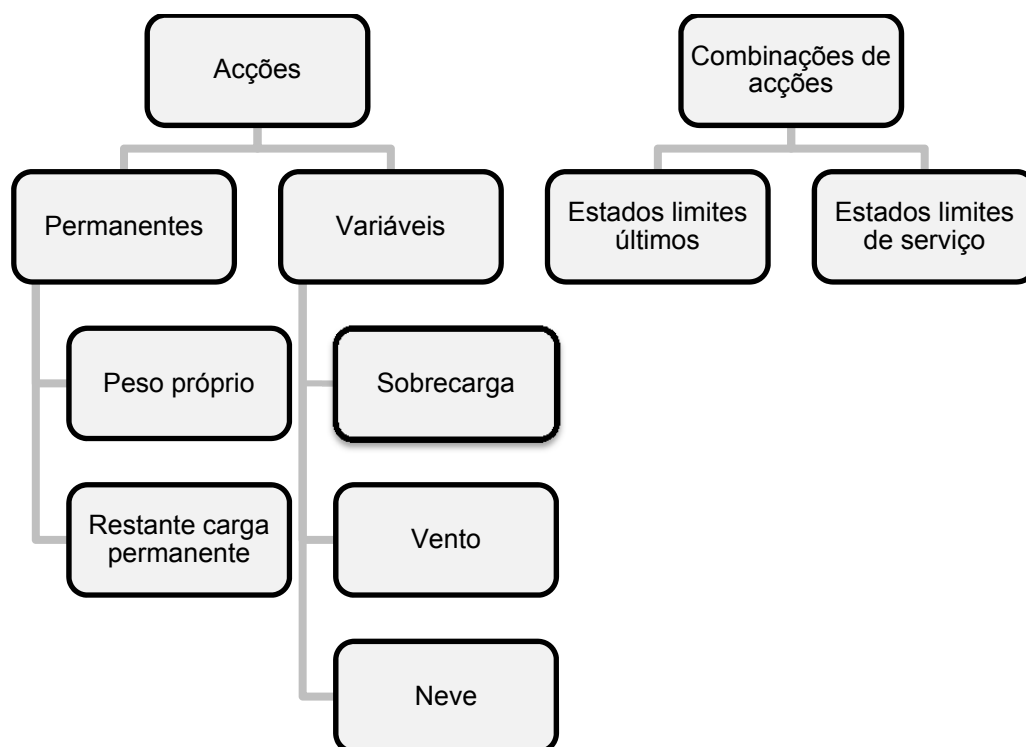 Acções
Combinações de
acções
Permanentes
Variáveis
Estados limites
últimos
Estados limites
de serviço
Peso próprio
Sobrecarga
Restante carga
permanente
Vento
Neve